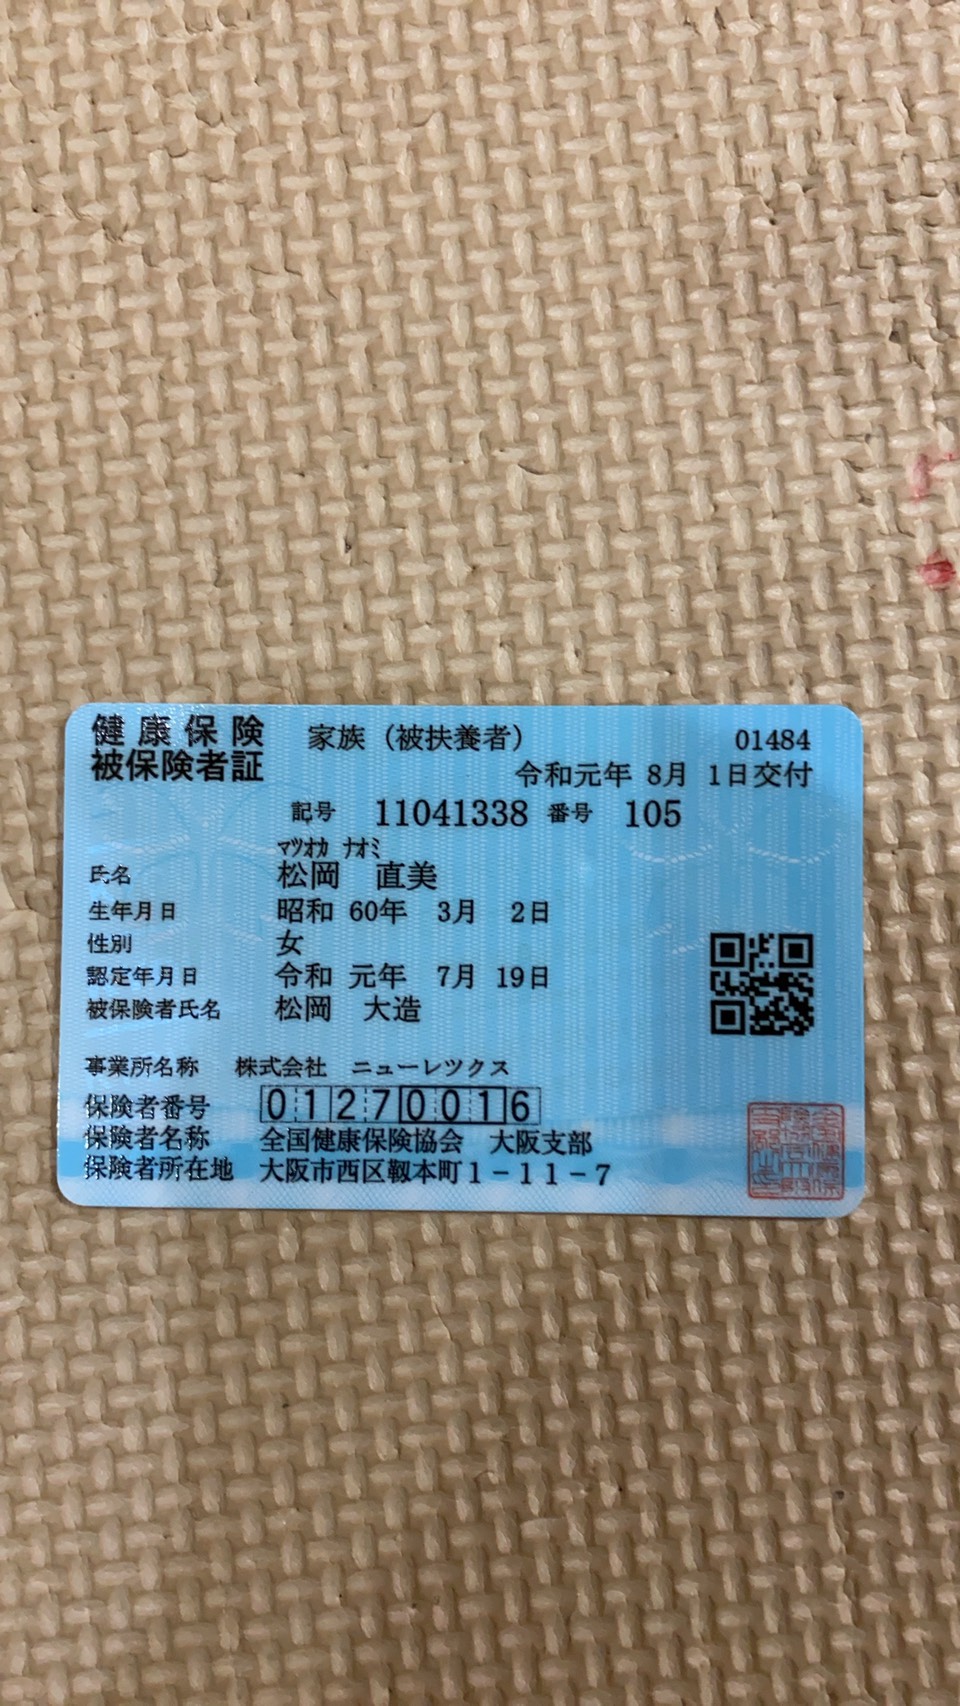 健康保険 家族（被扶養者） 01484
被保険者証 令和元年 8月 1日交付
記号 11041338 番号 105
ﾏﾂｵｶ ﾅｵﾐ
氏名 松岡 直美
生年月日 昭和 60年 3月 2日
性別 女
認定年月日 令和 元年 7月 19日
被保険者氏名 松岡 大造
事業所名称 株式会社 ニューレツクス
保険者番号 01270016
保険者名称 全国健康保険協会 大阪支部
保険者所在地 大阪市西区靱本町１－１１－７